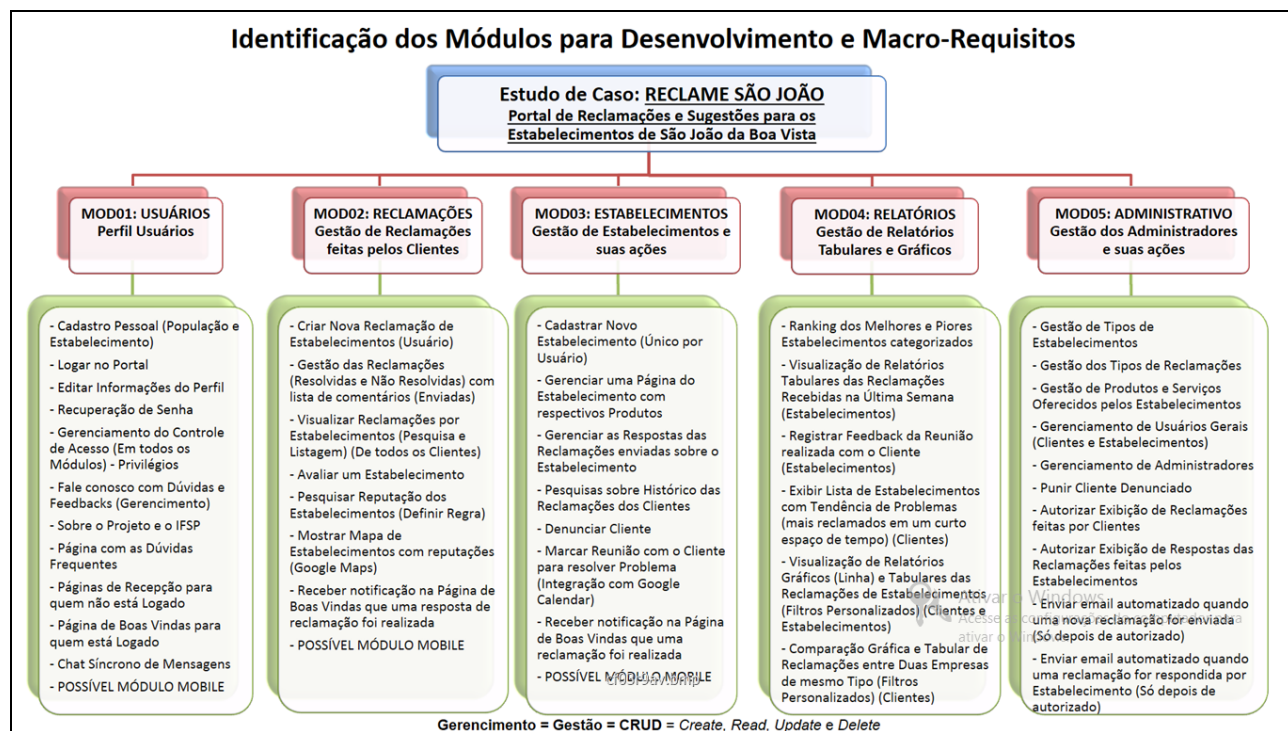 Identificação dos Módulos para Desenvolvimento e Macro-Requisitos
Estudo de Caso: RECLAME SÃO JOÃO
Portal de Reclamações e Sugestões para os
Estabelecimentos de São João da Boa Vista
MOD01: USUÁRIOS
Perfil Usuários
- Cadastro Pessoal (População e
Estabelecimento)
- Logar no Portal
- Editar Informações do Perfil
- Recuperação de Senha
- Gerenciamento do Controle
de Acesso (Em todos os
Módulos) - Privilégios
- Fale conosco com Dúvidas e
Feedbacks (Gerenciamento)
- Sobre o Projeto e o IFSP
- Página com as Dúvidas
Frequentes
- Páginas de Recepção para
quem não está Logado
- Página de Boas Vindas para
quem está Logado
- Chat Síncrono de Mensagens
- POSSÍVEL MÓDULO MOBILE
MOD02: RECLAMAÇÕES
Gestão de Reclamações
feitas pelos Clientes
- Criar Nova Reclamação de
Estabelecimentos (Usuário)
- Gestão das Reclamações
(Resolvidas e Não Resolvidas) com
lista de comentários (Enviadas)
- Visualizar Reclamações por
Estabelecimentos (Pesquisa e
Listagem) (De todos os Clientes)
- Avaliar um Estabelecimento
- Pesquisar Reputação dos
Estabelecimentos (Definir Regra)
- Mostrar Mapa de
Estabelecimentos com reputações
(Google Maps)
- Receber notificação na Página de
Boas Vindas que uma resposta de
reclamação foi realizada
- POSSÍVEL MÓDULO MOBILE
MOD03: ESTABELECIMENTOS
Gestão de Estabelecimentos e
suas ações
- Cadastrar Novo
Estabelecimento (Único por
Usuário)
- Gerenciar uma Página do
Estabelecimento com
respectivos Produtos
- Gerenciar as Respostas das
Reclamações enviadas sobre o
Estabelecimento
- Pesquisas sobre Histórico das
Reclamações dos Clientes
- Denunciar Cliente
- Marcar Reunião com o Cliente
para resolver Problema
(Integração com Google
Calendar)
- Receber notificação na Página
de Boas Vindas que uma
reclamação foi realizada
- POSSÍVEL MÓDULO MOBILE
MOD04: RELATÓRIOS
Gestão de Relatórios
Tabulares e Gráficos
- Ranking dos Melhores e Piores
Estabelecimentos categorizados
- Visualização de Relatórios
Tabulares das Reclamações
Recebidas na Última Semana
(Estabelecimentos)
- Registrar Feedback da Reunião
realizada com o Cliente
(Estabelecimentos)
- Exibir Lista de Estabelecimentos
com Tendência de Problemas
(mais reclamados em um curto
espaço de tempo) (Clientes)
- Visualização de Relatórios
Gráficos (Linha) e Tabulares das
Reclamações de Estabelecimentos
(Filtros Personalizados) (Clientes e
Estabelecimentos)
- Comparação Gráfica e Tabular de
Reclamações entre Duas Empresas
de mesmo Tipo (Filtros
Personalizados) (Clientes)
MOD05: ADMINISTRATIVO
Gestão dos Administradores
e suas ações
- Gestão de Tipos de
Estabelecimentos
- Gestão dos Tipos de Reclamações
- Gestão de Produtos e Serviços
Oferecidos pelos Estabelecimentos
- Gerenciamento de Usuários Gerais
(Clientes e Estabelecimentos)
- Gerenciamento de Administradores
- Punir Cliente Denunciado
- Autorizar Exibição de Reclamações
feitas por Clientes
- Autorizar Exibição de Respostas das
Reclamações feitas pelos
Estabelecimentos
- Enviar email automatizado quando
uma nova reclamação for enviada
(Só depois de autorizado)
- Enviar email automatizado quando
uma reclamação for respondida por
Estabelecimento (Só depois de
autorizado)
Ativar o Windows
Acesse as configurações do
ativar o Windows
Gerencimento = Gestão = CRUD = Create, Read, Update e Delete